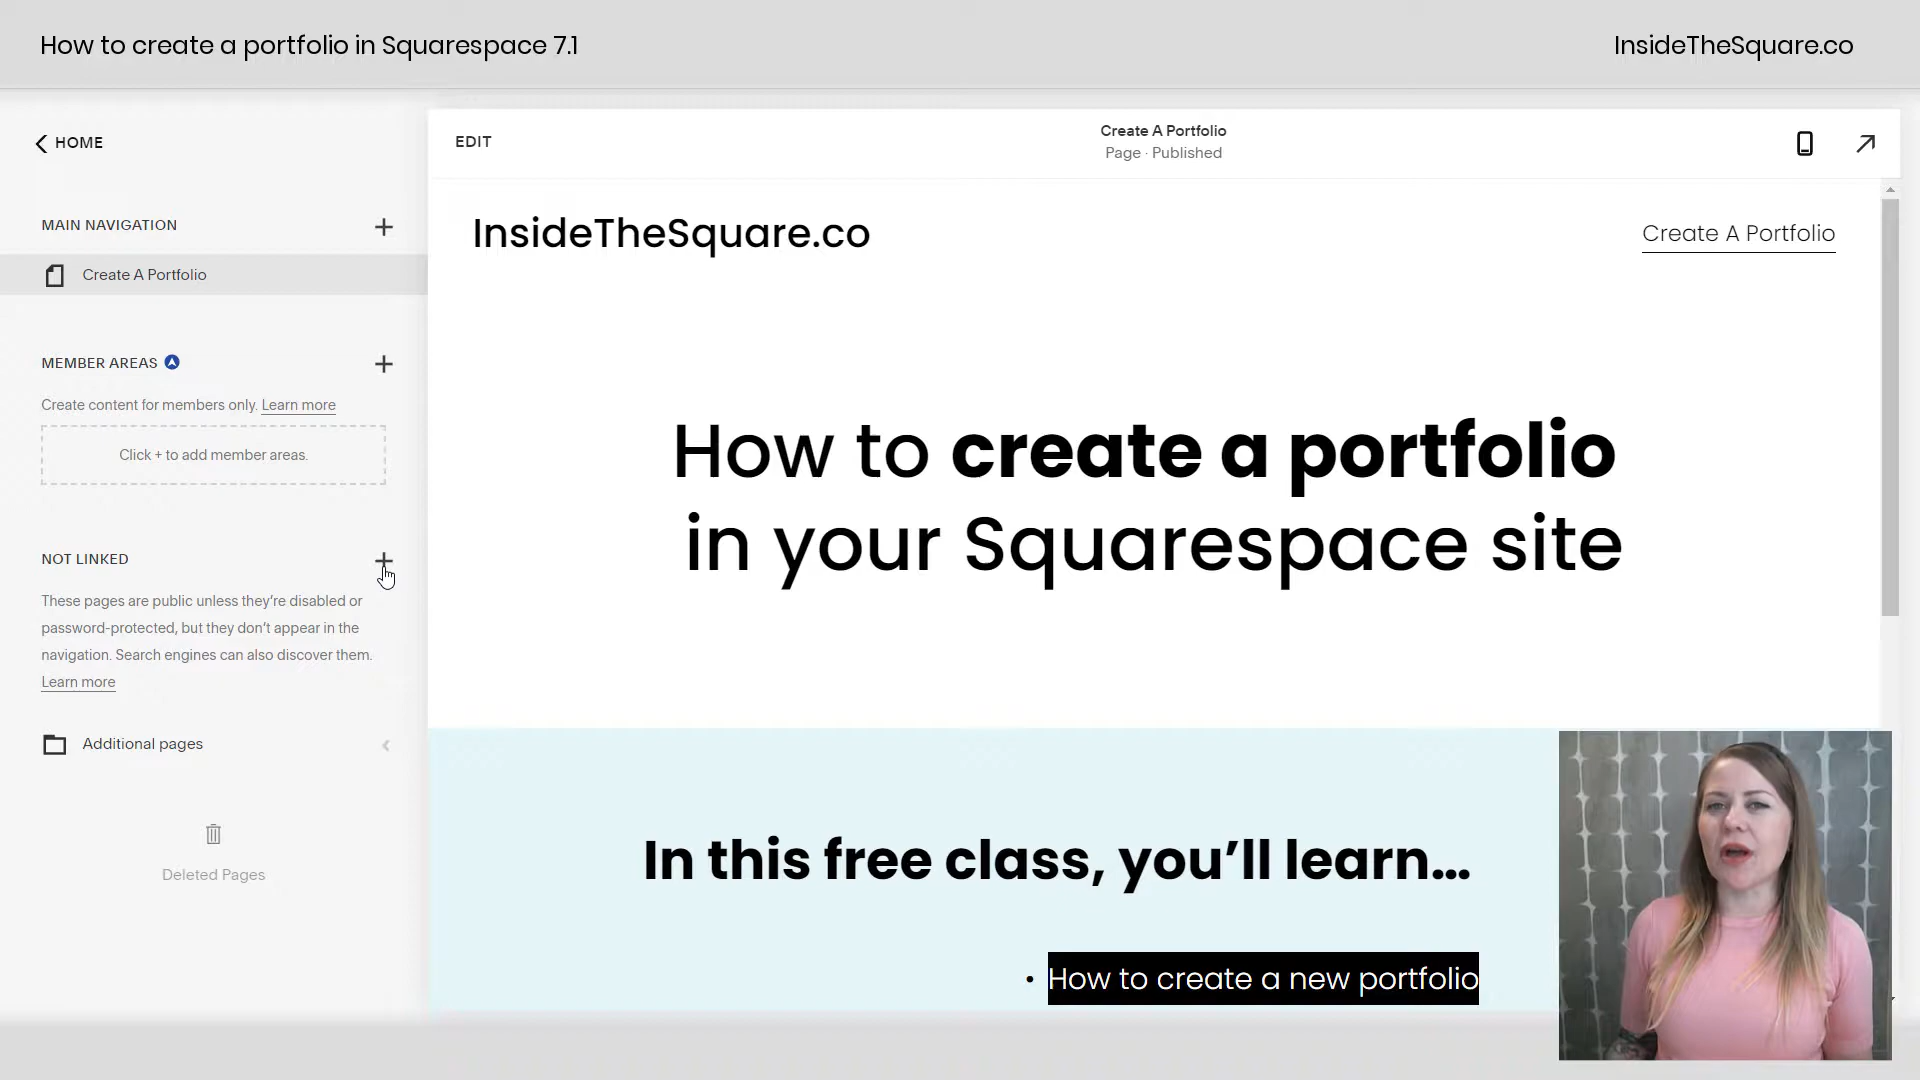 How to create a portfolio in Squarespace 7.1
InsideTheSquare.co
HOME
MAIN NAVIGATION
Create A Portfolio
MEMBER AREAS
Create content for members only. Learn more
Click + to add member areas.
NOT LINKED
These pages are public unless they're disabled or
password-protected, but they don't appear in the
navigation. Search engines can also discover them.
Learn more
Additional pages
Deleted Pages
EDIT
Create A Portfolio
Page · Published
InsideTheSquare.co
Create A Portfolio
How to create a portfolio
in your Squarespace site
In this free class, you’ll learn...
• How to create a new portfolio